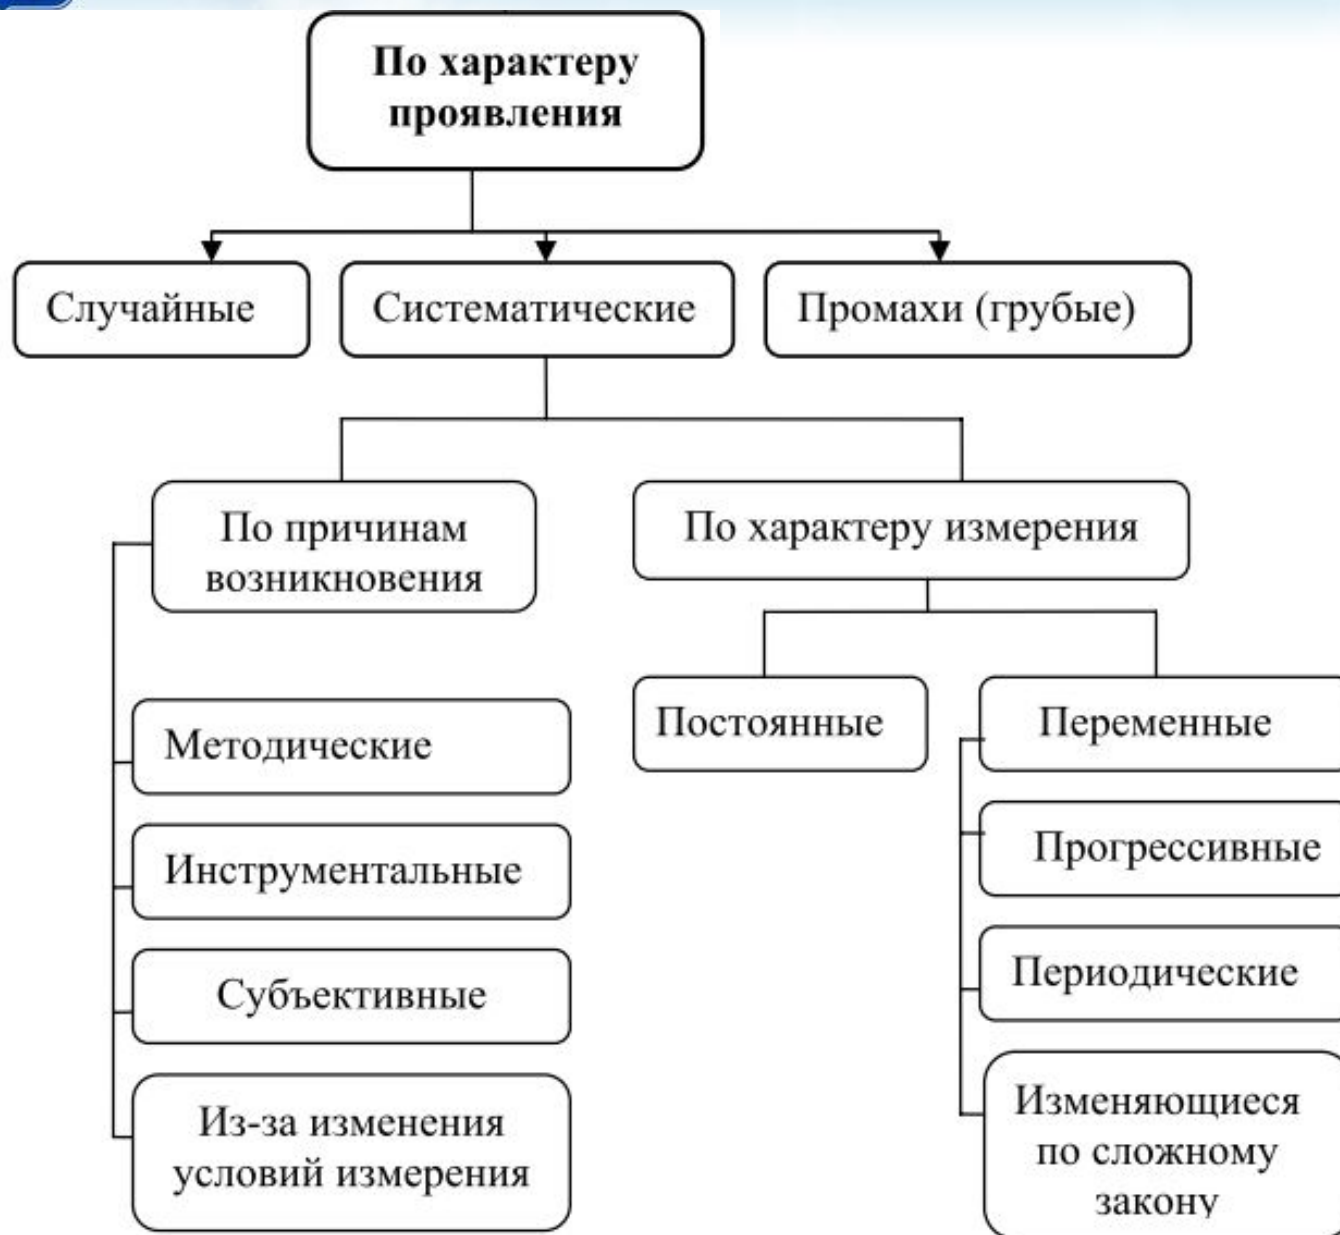 По характеру
проявления
Случайные
Систематические
Промахи (грубые)
По причинам
возникновения
По характеру измерения
Методические
Инструментальные
Субъективные
Из-за изменения
условий измерения
Постоянные
Переменные
Прогрессивные
Периодические
Изменяющиеся
по сложному
закону